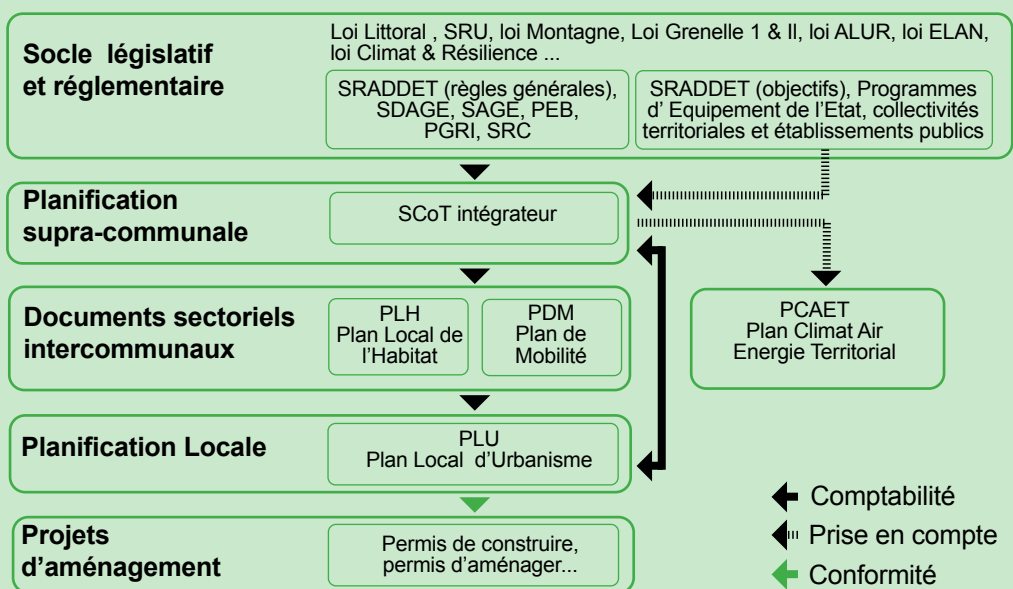 Socle législatif
et réglementaire
Loi Littoral , SRU, loi Montagne, Loi Grenelle 1 & II, loi ALUR, loi ELAN,
loi Climat & Résilience ...
SRADDET (règles générales),
SDAGE, SAGE, PEB,
PGRI, SRC
SRADDET (objectifs), Programmes
d' Equipement de l'Etat, collectivités
territoriales et établissements publics
Planification
supra-communale
SCoT intégrateur
Documents sectoriels
intercommunaux
PLH
Plan Local de
l'Habitat
PDM
Plan de
Mobilité
PCAET
Plan Climat Air
Energie Territorial
Planification Locale
PLU
Plan Local d'Urbanisme
Projets
d'aménagement
Permis de construire,
permis d'aménager...
Comptabilité
Prise en compte
Conformité